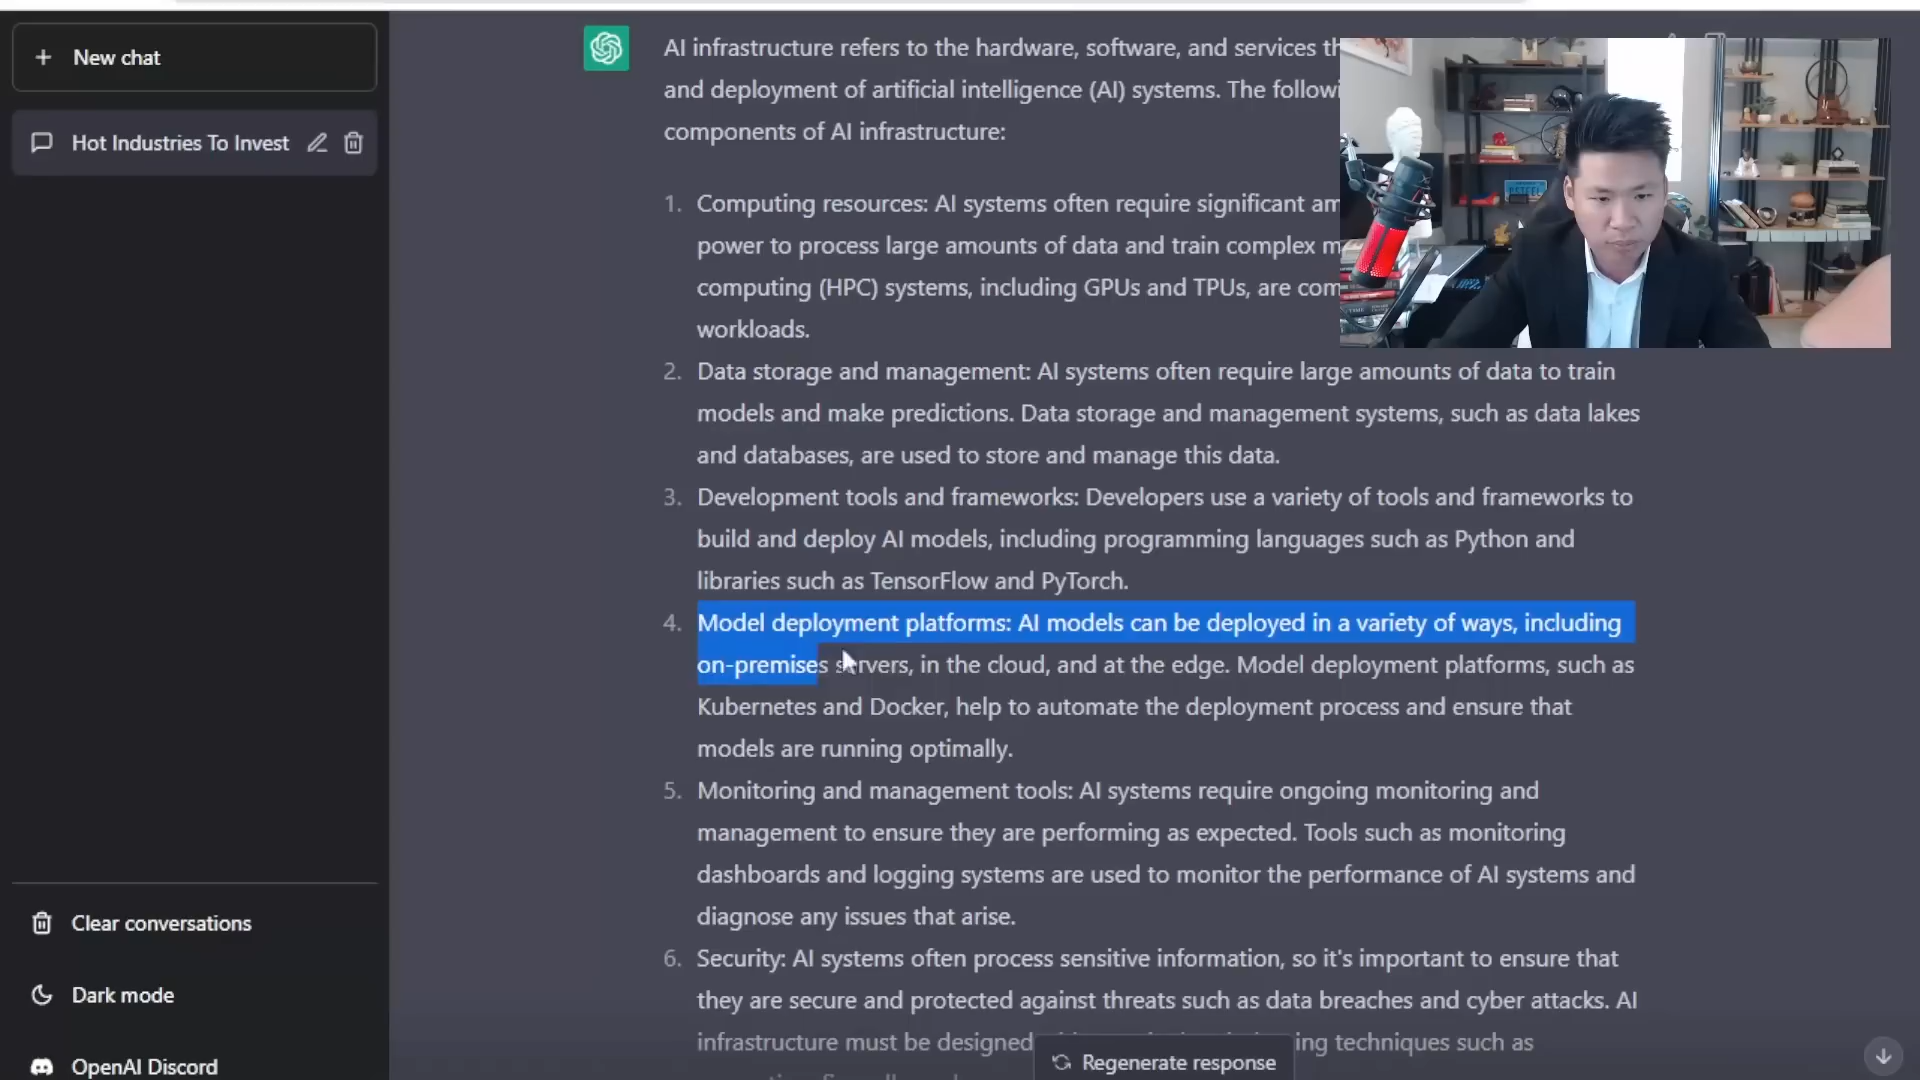 New chat
Hot Industries To Invest
Clear conversations
Dark mode
OpenAI Discord
AI infrastructure refers to the hardware, software, and services
and deployment of artificial intelligence (AI) systems. The
components of AI infrastructure:
1. Computing resources: AI systems often require significant
power to process large amounts of data and train complex
computing (HPC) systems, including GPUs and TPUs, are
workloads.
2. Data storage and management: AI systems often require large amounts of data to train
models and make predictions. Data storage and management systems, such as data lakes
and databases, are used to store and manage this data.
3. Development tools and frameworks: Developers use a variety of tools and frameworks to
build and deploy AI models, including programming languages such as Python and
libraries such as TensorFlow and PyTorch.
4. Model deployment platforms: AI models can be deployed in a variety of ways, including
on-premises servers, in the cloud, and at the edge. Model deployment platforms, such as
Kubernetes and Docker, help to automate the deployment process and ensure that
models are running optimally.
5. Monitoring and management tools: AI systems require ongoing monitoring and
management to ensure they are performing as expected. Tools such as monitoring
dashboards and logging systems are used to monitor the performance of AI systems and
diagnose any issues that arise.
6. Security: AI systems often process sensitive information, so it's important to ensure that
they are secure and protected against threats such as data breaches and cyber attacks. AI
infrastructure must be designed techniques such as
Regenerate response